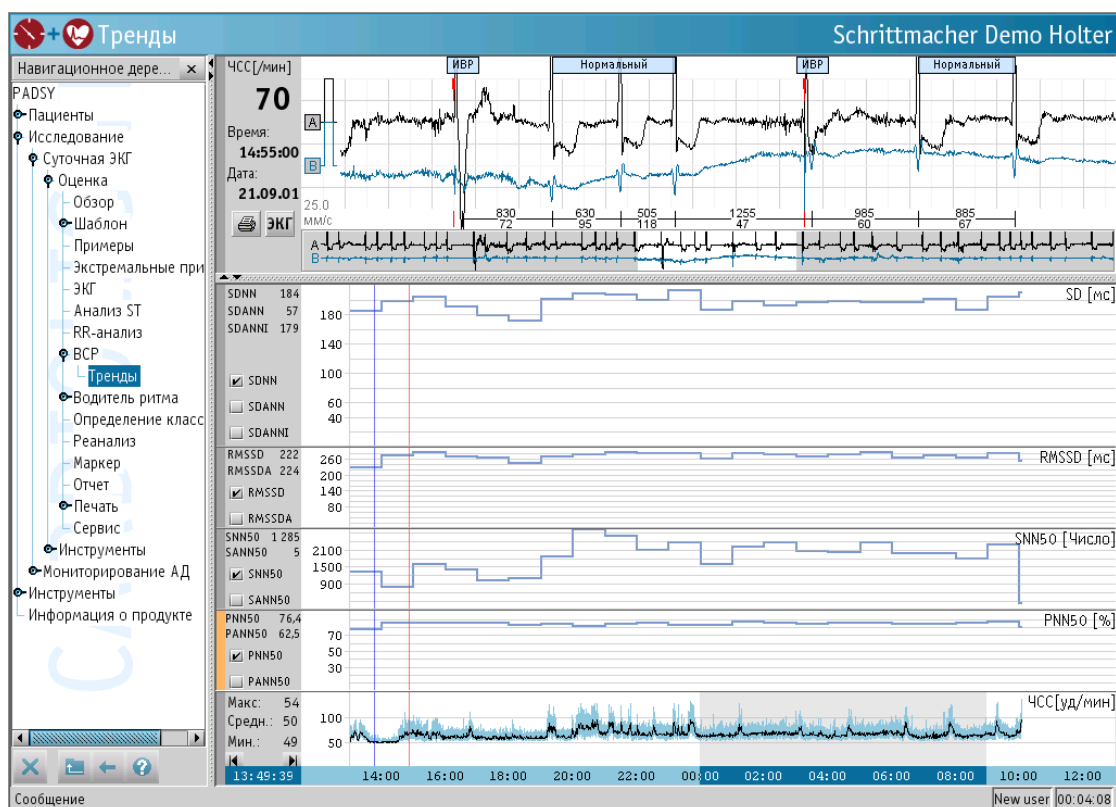 Тренды
Schrittmacher Demo Holter
Навигационное дере...
PADSY
Пациенты
Исследование
Суточная ЭКГ
Оценка
Обзор
Шаблон
Примеры
Экстремальные при
ЭКГ
Анализ ST
RR-анализ
ВСР
Тренды
Водитель ритма
Определение класс
Реанализ
Маркер
Отчет
Печать
Сервис
Инструменты
Мониторирование АД
Инструменты
Информация о продукте
Сообщение
ЧСС[/мин]
70
Время:
14:55:00
Дата:
21.09.01
ЭКГ
ИВР Нормальный ИВР Нормальный
A
B
25.0
мм/с
830 630 505 1255 985 885
72 95 118 47 60 67
A
B
SDNN 184
SDANN 57
SDANNI 179
SDNN
SDANN
SDANNI
SD [мс]
180
140
100
60
40
RMSSD 222
RMSSDA 224
RMSSD
RMSSDA
RMSSD [мс]
260
200
140
80
SNN50 1 285
SANN50 5
SNN50
SANN50
SNN50 [Число]
2100
1500
900
PNN50 76,4
PANN50 62,5
PNN50
PANN50
PNN50 [%]
70
50
30
Макс: 54
Средн.: 50
Мин.: 49
ЧСС[уд/мин]
100
50
13:49:39
14:00 16:00 18:00 20:00 22:00 00:00 02:00 04:00 06:00 08:00 10:00 12:00
New user 00:04:08